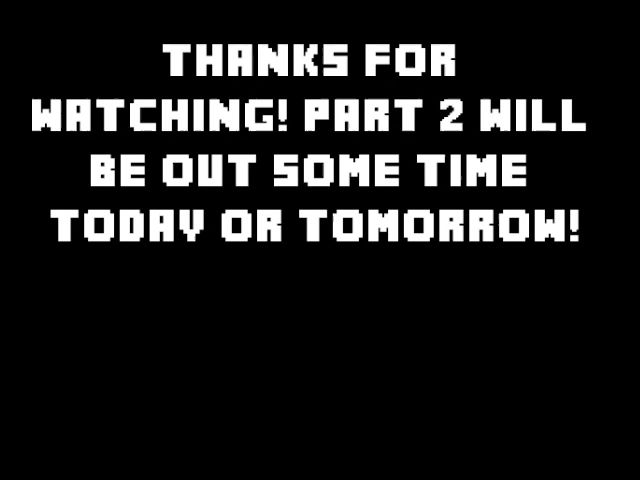 THANKS FOR
WATCHING! PART 2 WILL
BE OUT SOME TIME
TODAY OR TOMORROW!